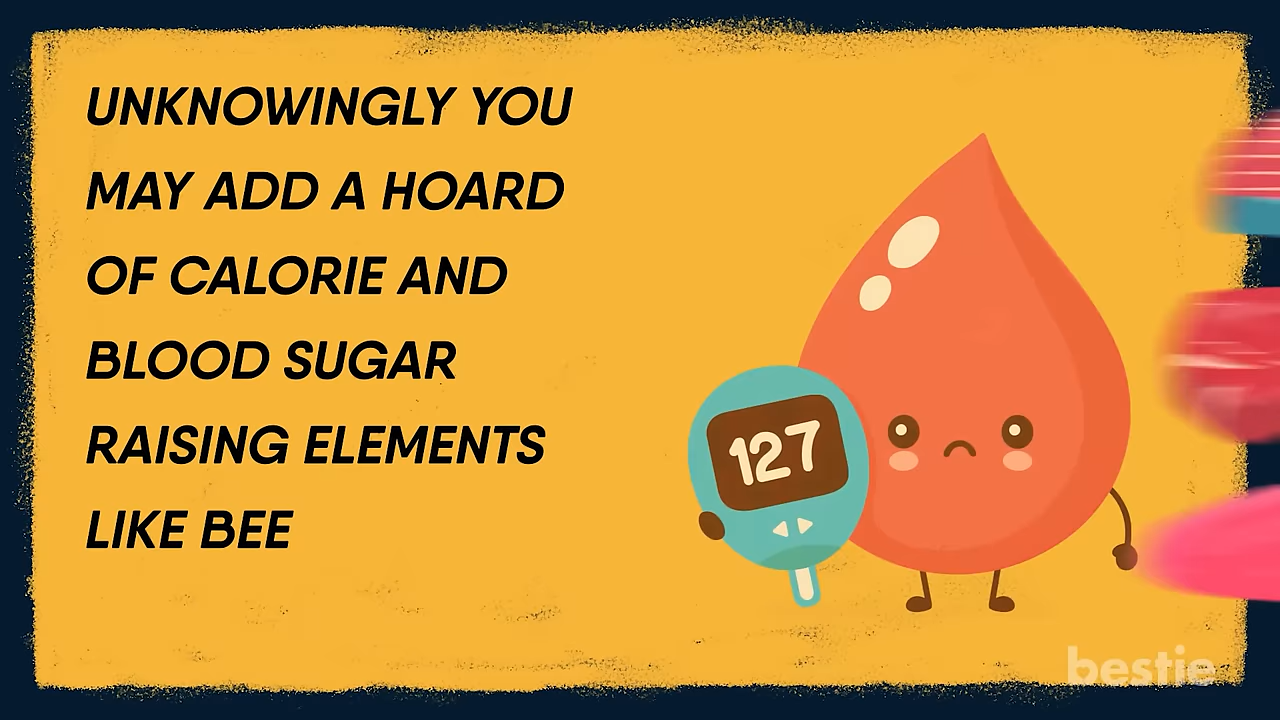 UNKNOWINGLY YOU
MAY ADD A HOARD
OF CALORIE AND
BLOOD SUGAR
RAISING ELEMENTS
LIKE BEE
127
bestie